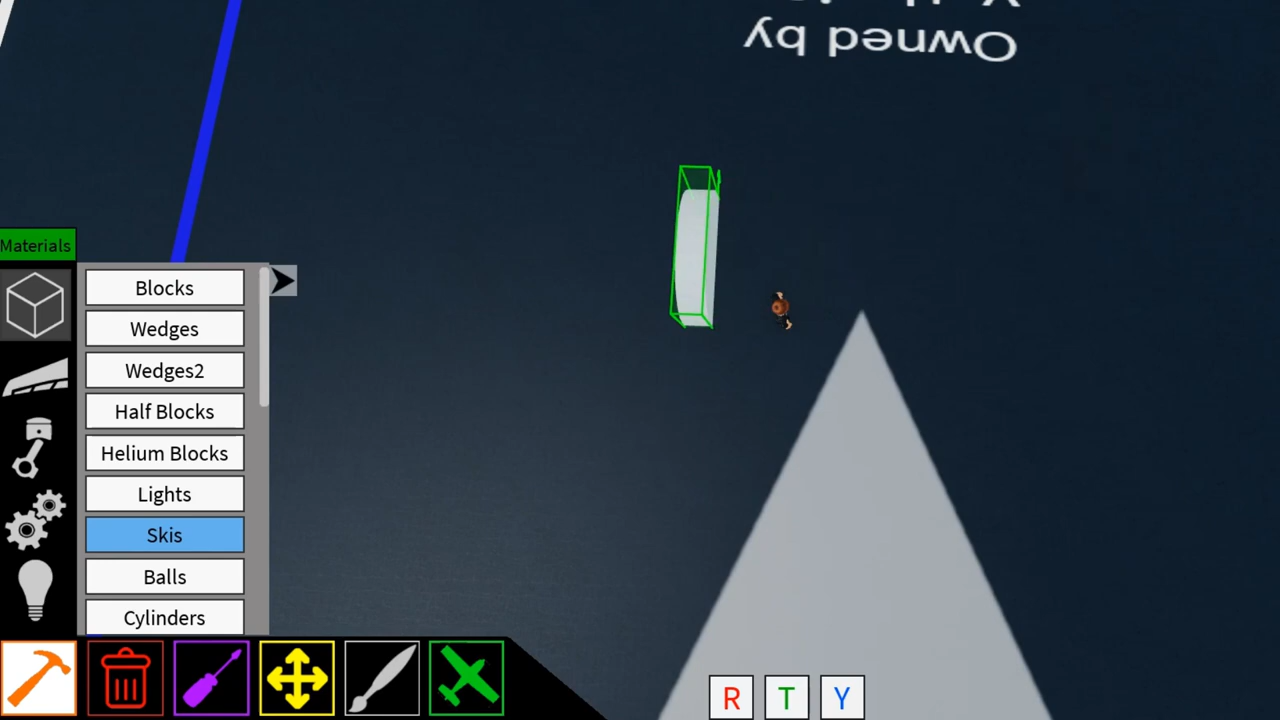 Owned by
Materials
Blocks
Wedges
Wedges2
Half Blocks
Helium Blocks
Lights
Skis
Balls
Cylinders
R T Y